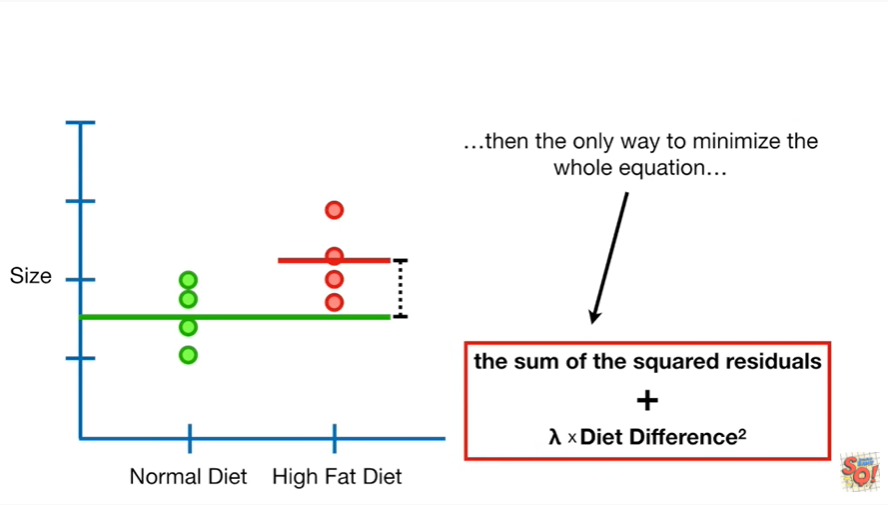 …then the only way to minimize the
whole equation…
Size
the sum of the squared residuals
+
λ × Diet Difference²
Normal Diet
High Fat Diet
SQ!